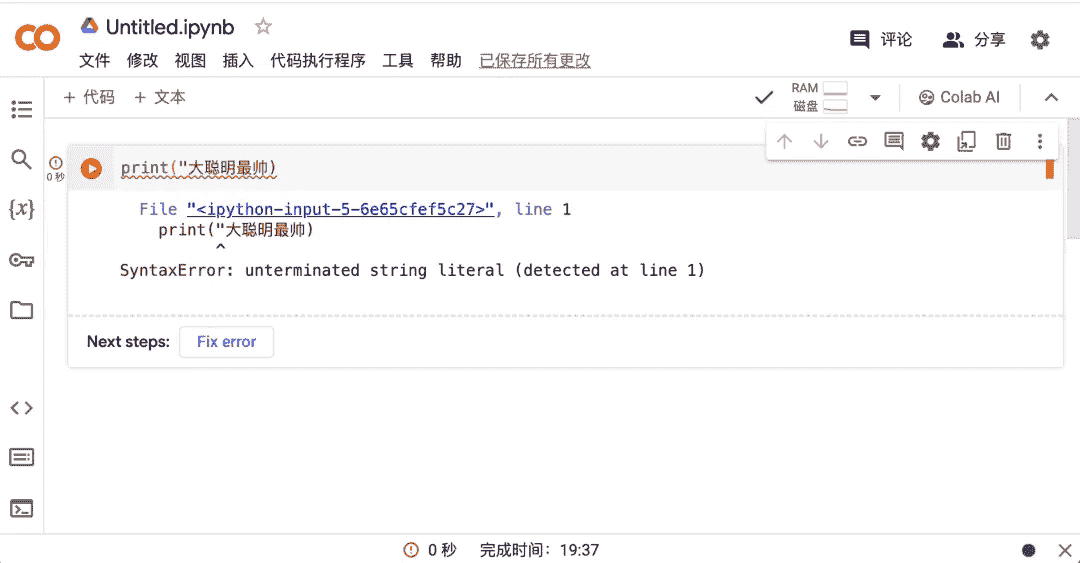 Untitled.ipynb
文件 修改 视图 插入 代码执行程序 工具 帮助 已保存所有更改
评论 分享
+ 代码 + 文本
RAM
磁盘
Colab AI
{x}
0 秒
print("大聪明最帅)
File "<ipython-input-5-6e65cfef5c27>", line 1
print("大聪明最帅)
^
SyntaxError: unterminated string literal (detected at line 1)
Next steps: Fix error
0 秒 完成时间：19:37